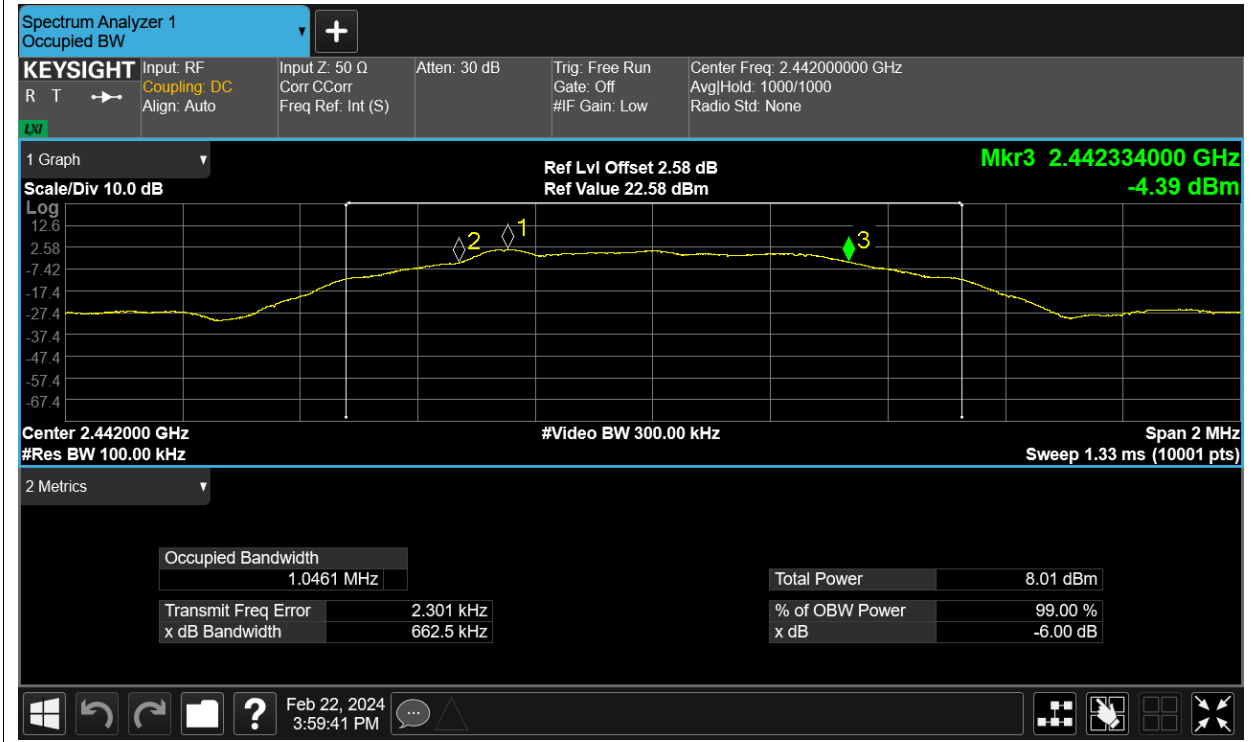 Spectrum Analyzer 1
Occupied BW
KEYSIGHT Input: RF Input Z: 50 Ω Atten: 30 dB Trig: Free Run Center Freq: 2.442000000 GHz
R T Coupling: DC Corr CCorr Gate: Off Avg|Hold: 1000/1000
Align: Auto Freq Ref: Int (S) #IF Gain: Low Radio Std: None
LXI
1 Graph Ref Lvl Offset 2.58 dB Mkr3 2.442334000 GHz
Scale/Div 10.0 dB Ref Value 22.58 dBm -4.39 dBm
Log
12.6
2.58
-7.42
-17.4
-27.4
-37.4
-47.4
-57.4
-67.4
2 1 3
Center 2.442000 GHz #Video BW 300.00 kHz Span 2 MHz
#Res BW 100.00 kHz Sweep 1.33 ms (10001 pts)
2 Metrics
Occupied Bandwidth
1.0461 MHz Total Power 8.01 dBm
Transmit Freq Error 2.301 kHz % of OBW Power 99.00 %
x dB Bandwidth 662.5 kHz x dB -6.00 dB
? Feb 22, 2024
3:59:41 PM